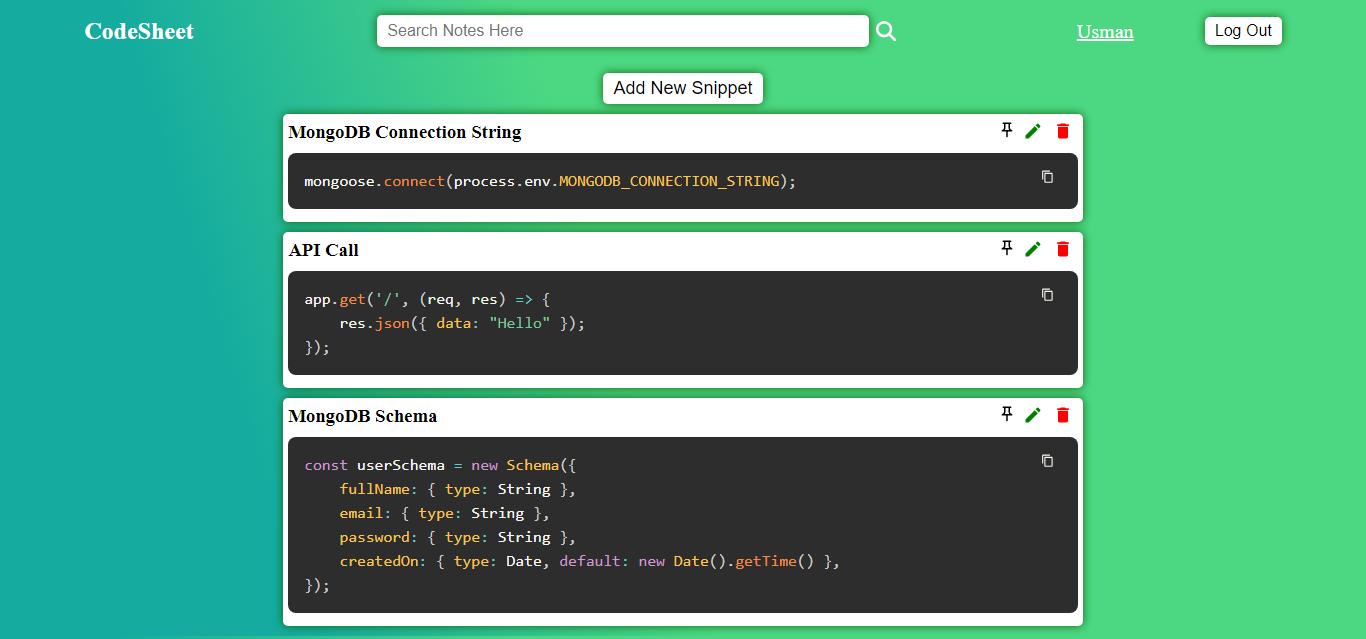 CodeSheet
Search Notes Here
Usman
Log Out
Add New Snippet
MongoDB Connection String
mongoose.connect(process.env.MONGODB_CONNECTION_STRING);
API Call
app.get('/', (req, res) => {
    res.json({ data: "Hello" });
});
MongoDB Schema
const userSchema = new Schema({
    fullName: { type: String },
    email: { type: String },
    password: { type: String },
    createdOn: { type: Date, default: new Date().getTime() },
});